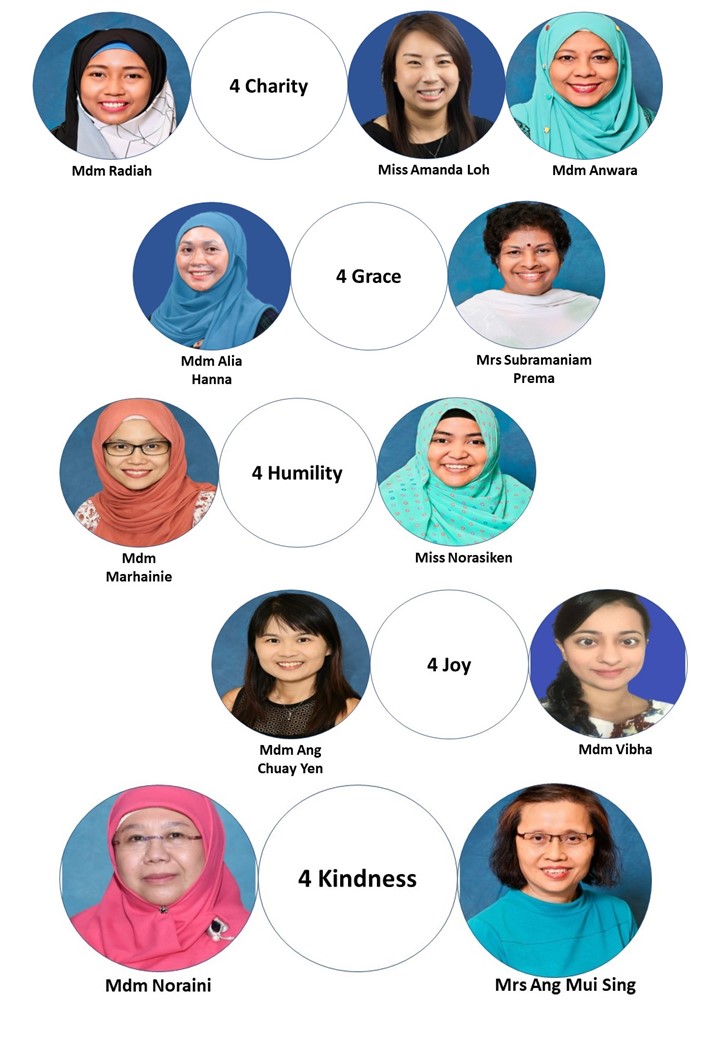 4 Charity
Mdm Radiah
Miss Amanda Loh
Mdm Anwara
4 Grace
Mdm Alia
Hanna
Mrs Subramaniam
Prema
4 Humility
Mdm
Marhainie
Miss Norasiken
4 Joy
Mdm Ang
Chuay Yen
Mdm Vibha
4 Kindness
Mdm Noraini
Mrs Ang Mui Sing